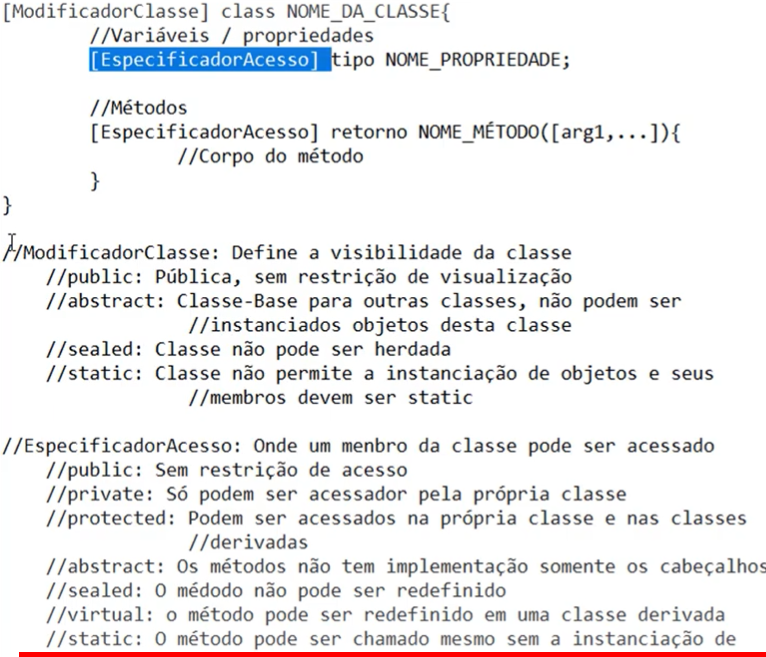 [ModificadorClasse] class NOME_DA_CLASSE{
//Variáveis / propriedades
[EspecificadorAcesso] tipo NOME_PROPRIEDADE;
//Métodos
[EspecificadorAcesso] retorno NOME_MÉTODO([arg1,...]){
//Corpo do método
}
}
//ModificadorClasse: Define a visibilidade da classe
//public: Pública, sem restrição de visualização
//abstract: Classe-Base para outras classes, não podem ser
//instanciados objetos desta classe
//sealed: Classe não pode ser herdada
//static: Classe não permite a instanciação de objetos e seus
//membros devem ser static
//EspecificadorAcesso: Onde um menbro da classe pode ser acessado
//public: Sem restrição de acesso
//private: Só podem ser acessador pela própria classe
//protected: Podem ser acessados na própria classe e nas classes
//derivadas
//abstract: Os métodos não tem implementação somente os cabeçalhos
//sealed: O médodo não pode ser redefinido
//virtual: o método pode ser redefinido em uma classe derivada
//static: O método pode ser chamado mesmo sem a instanciação de